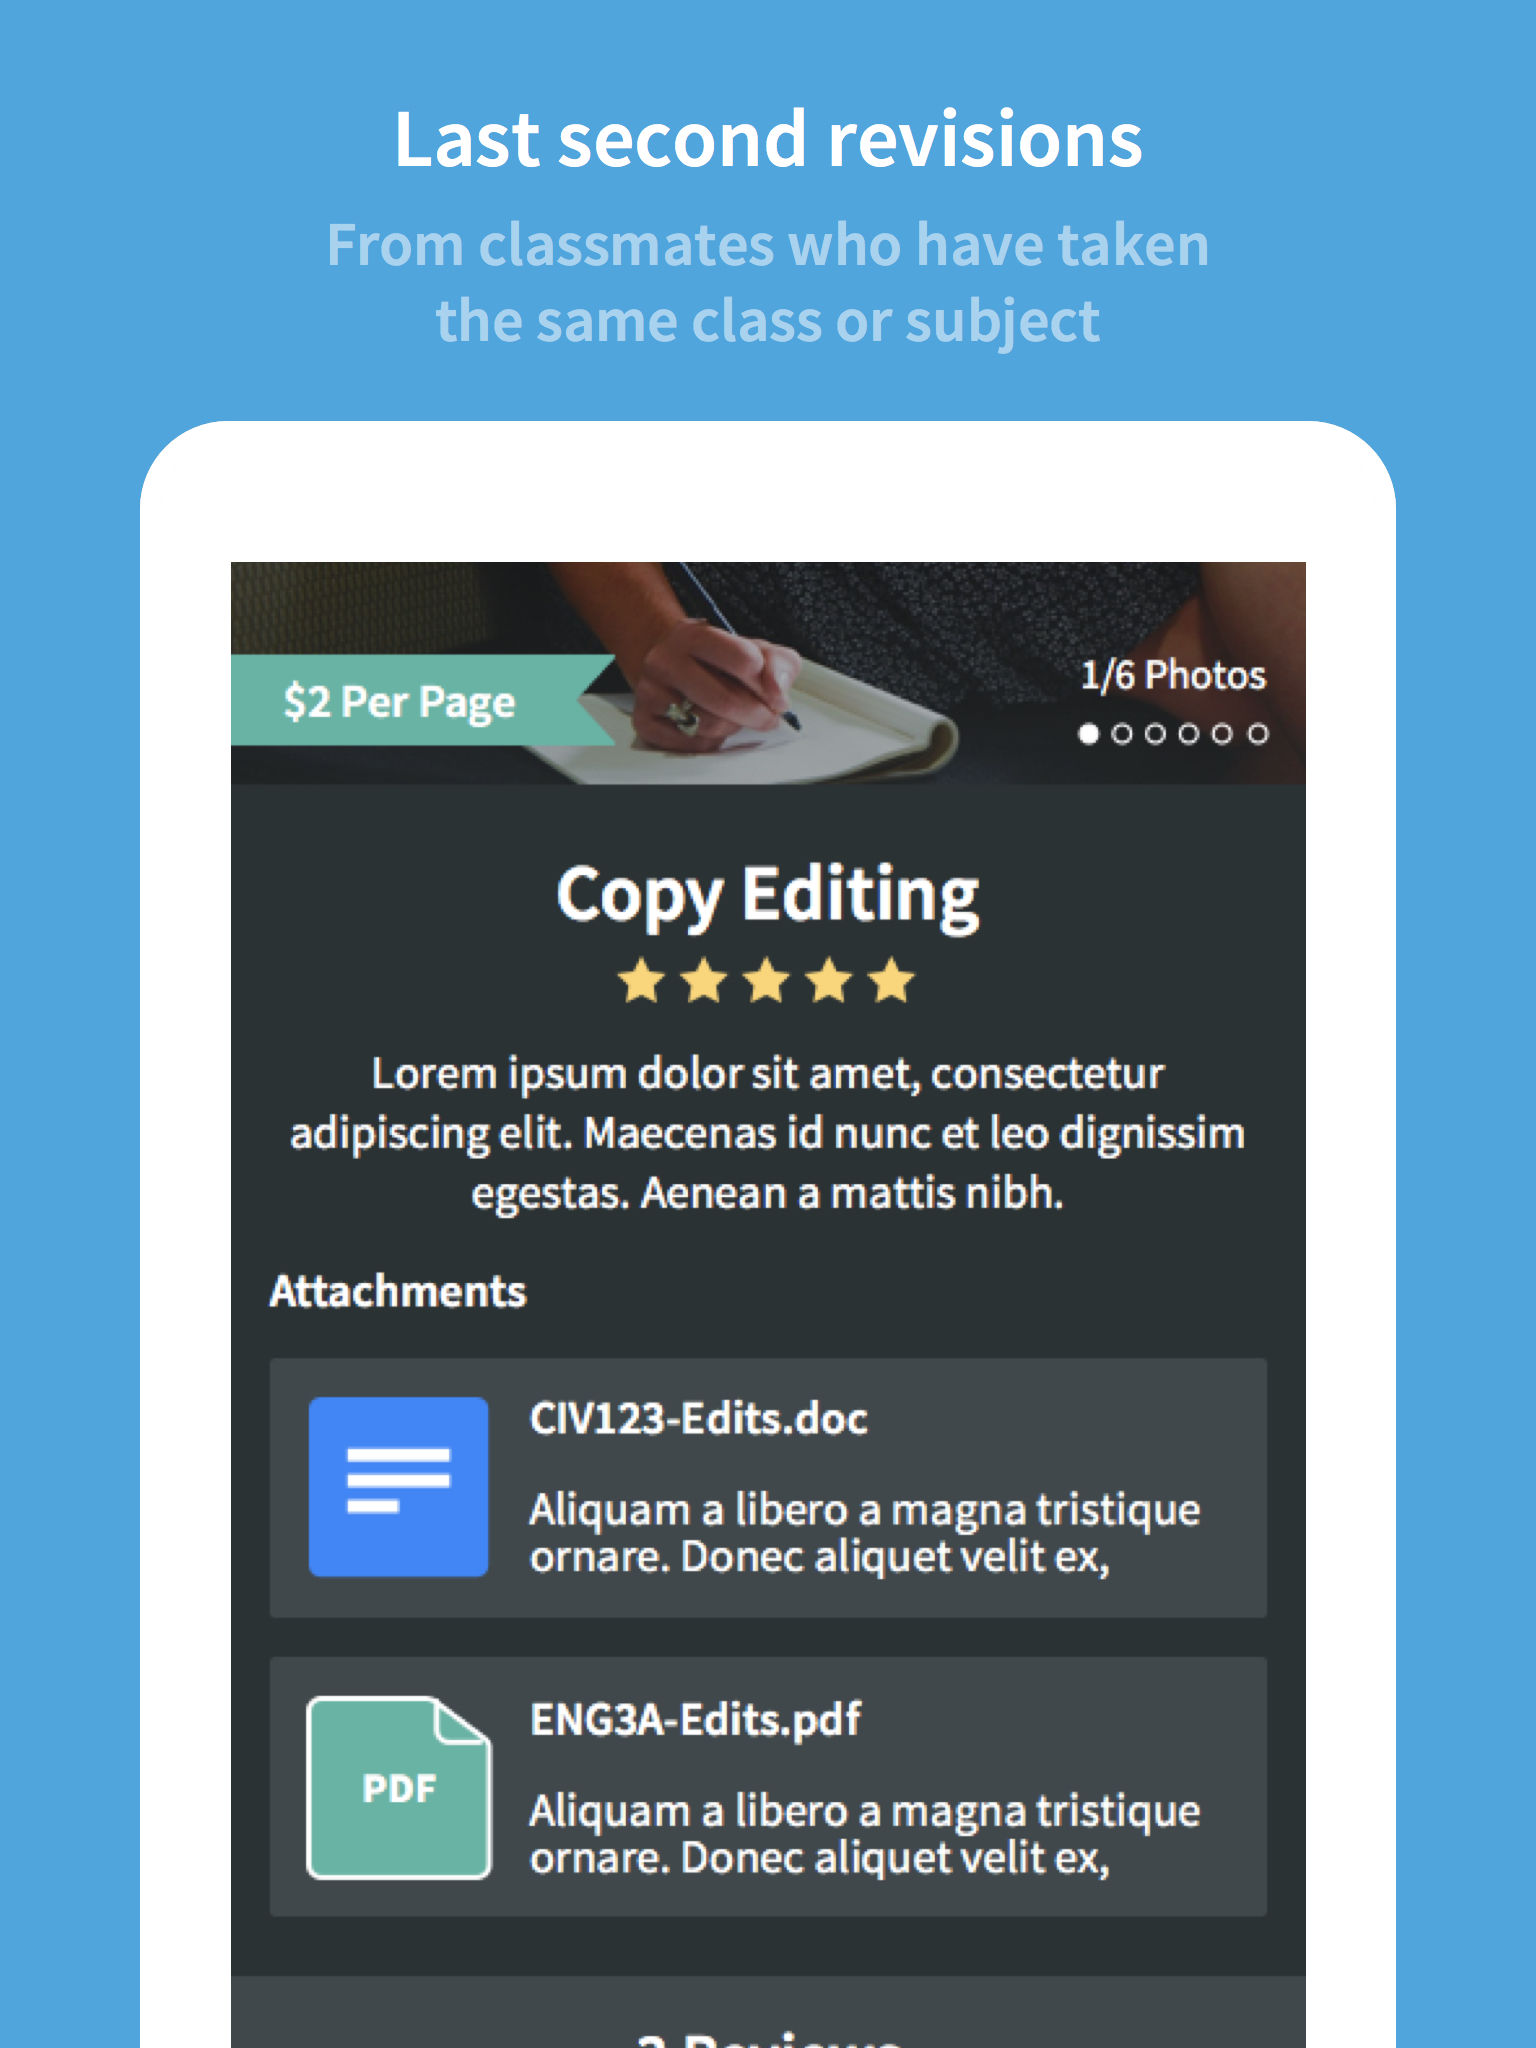 Last second revisions
From classmates who have taken
the same class or subject
$2 Per Page
1/6 Photos
Copy Editing
Lorem ipsum dolor sit amet, consectetur
adipiscing elit. Maecenas id nunc et leo dignissim
egestas. Aenean a mattis nibh.
Attachments
CIV123-Edits.doc
Aliquam a libero a magna tristique
ornare. Donec aliquet velit ex,
PDF
ENG3A-Edits.pdf
Aliquam a libero a magna tristique
ornare. Donec aliquet velit ex,
Reviews